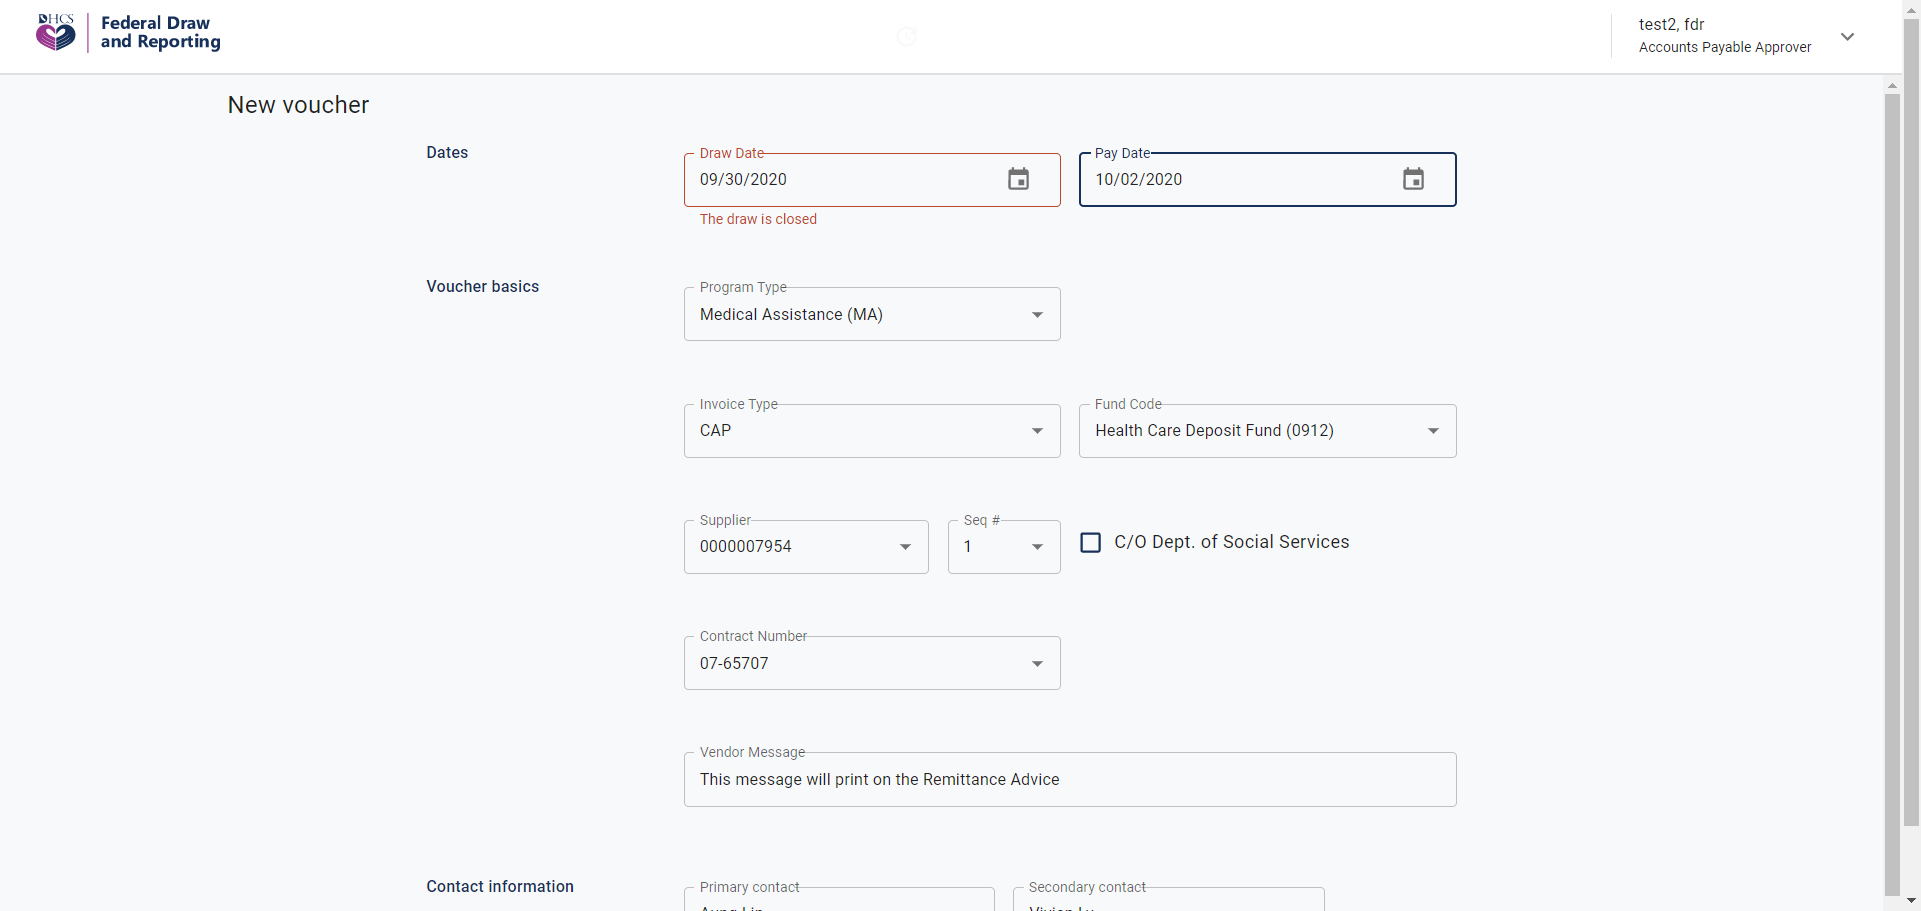 DHCS
Federal Draw
and Reporting
test2, fdr
Accounts Payable Approver
New voucher
Dates
Draw Date
09/30/2020
The draw is closed
Pay Date
10/02/2020
Voucher basics
Program Type
Medical Assistance (MA)
Invoice Type
CAP
Fund Code
Health Care Deposit Fund (0912)
Supplier
0000007954
Seq #
1
C/O Dept. of Social Services
Contract Number
07-65707
Vendor Message
This message will print on the Remittance Advice
Contact information
Primary contact
Secondary contact